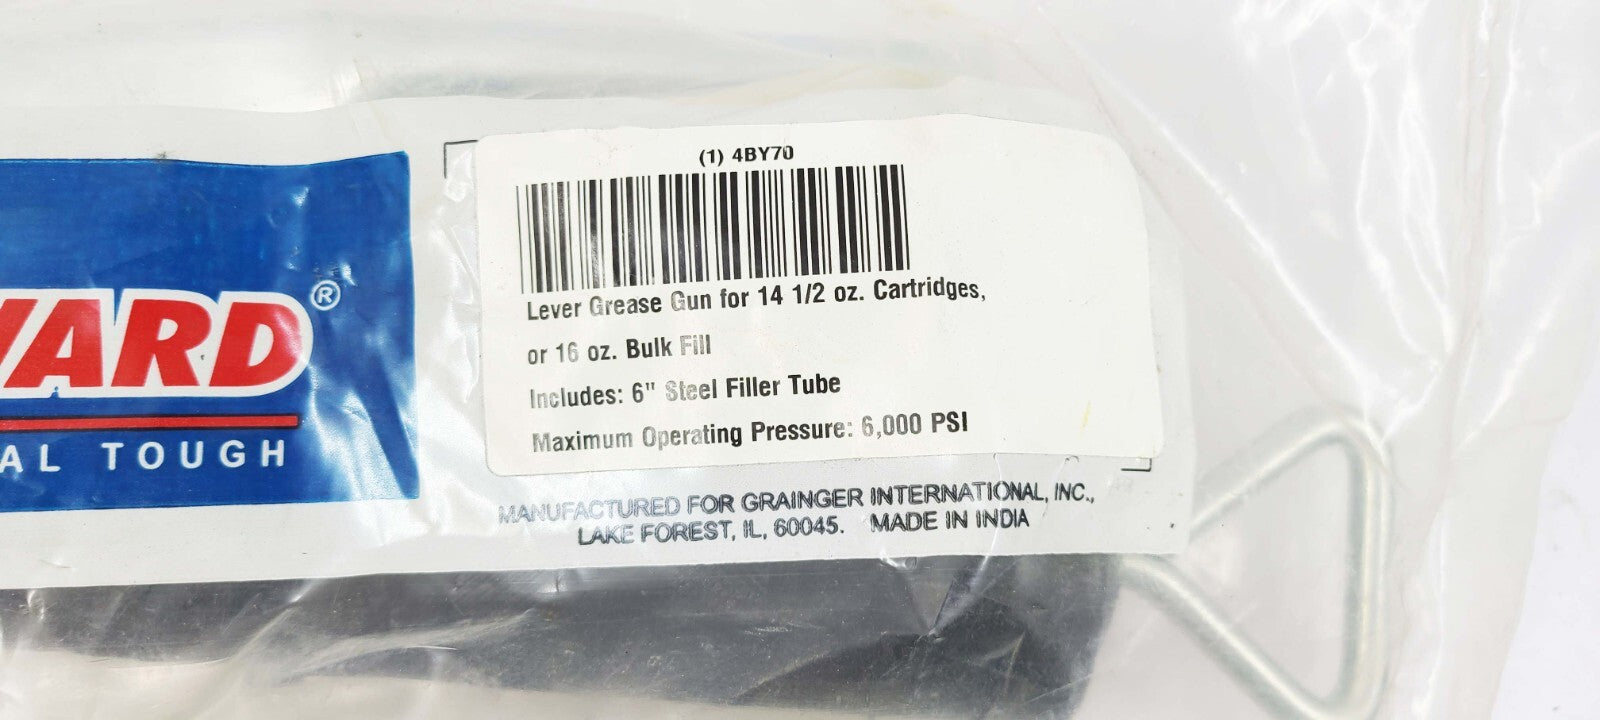 (1) 4BY70
Lever Grease Gun for 14 1/2 oz. Cartridges,
or 16 oz. Bulk Fill
Includes: 6" Steel Filler Tube
Maximum Operating Pressure: 6,000 PSI
MANUFACTURED FOR GRAINGER INTERNATIONAL, INC.,
LAKE FOREST, IL, 60045. MADE IN INDIA
ARD®
AL TOUGH